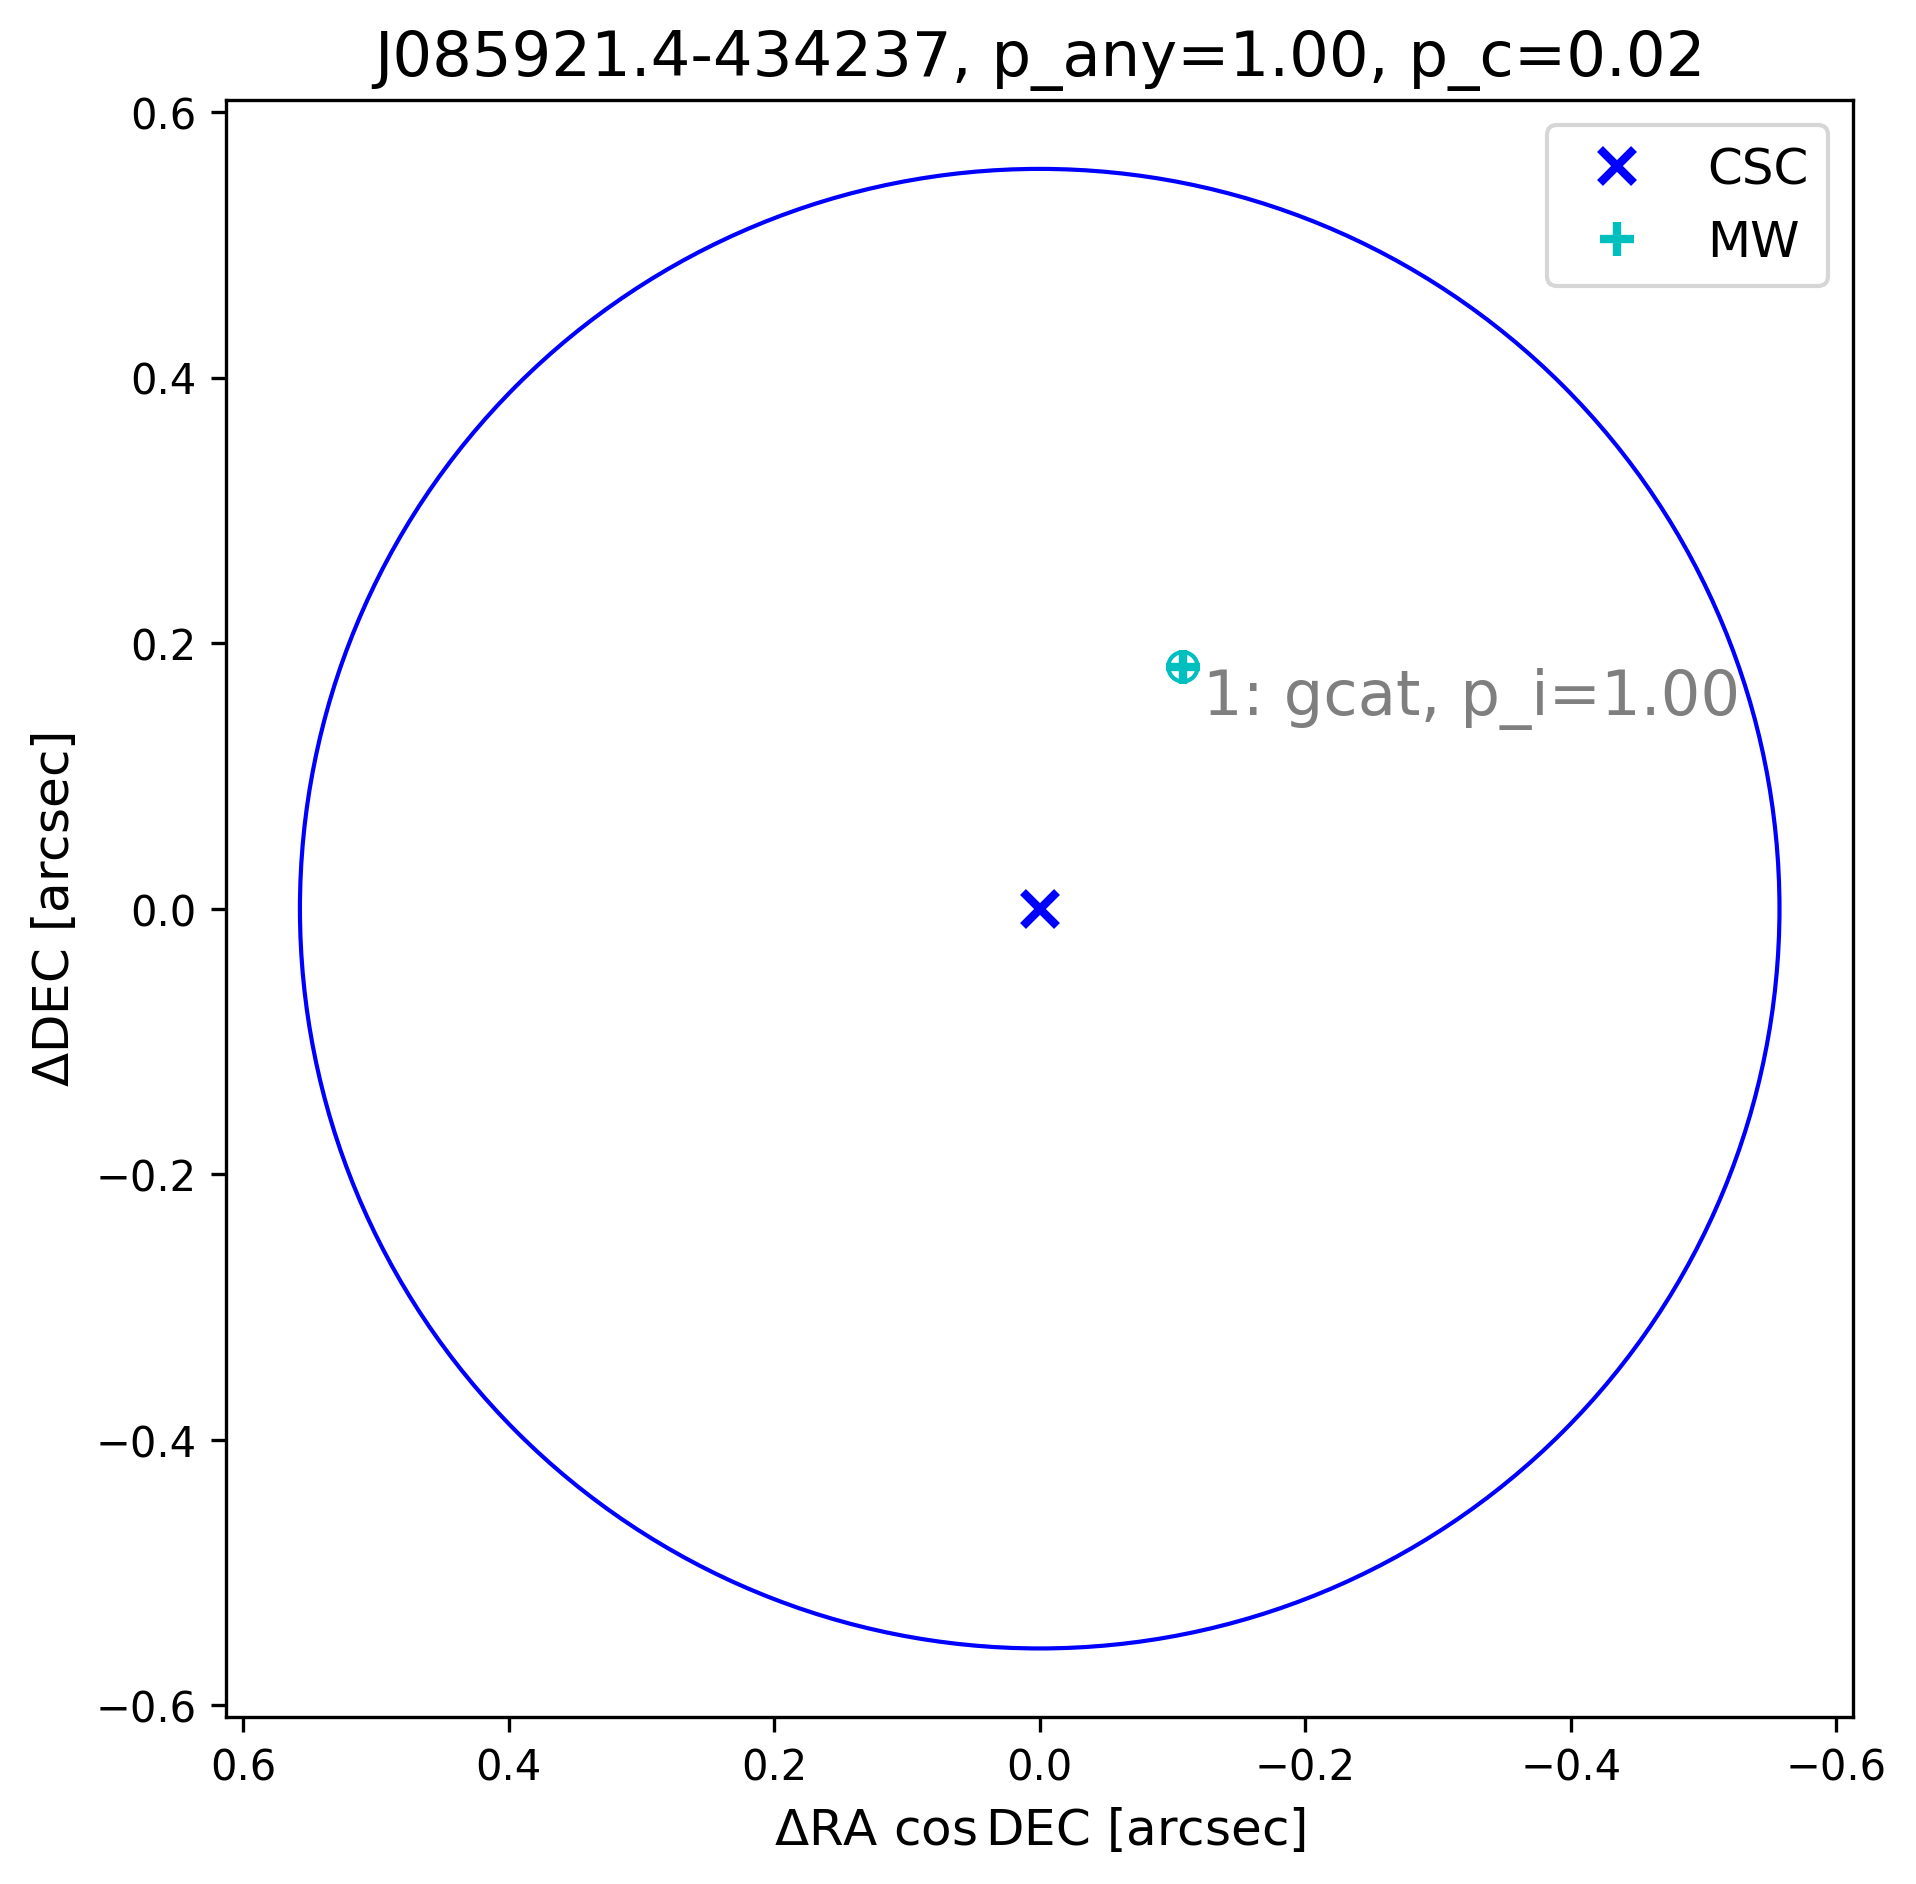 J085921.4-434237, p_any=1.00, p_c=0.02
CSC
MW
1: gcat, p_i=1.00
ΔDEC [arcsec]
0.6
0.4
0.2
0.0
−0.2
−0.4
−0.6
0.6 0.4 0.2 0.0 −0.2 −0.4 −0.6
ΔRA cos DEC [arcsec]